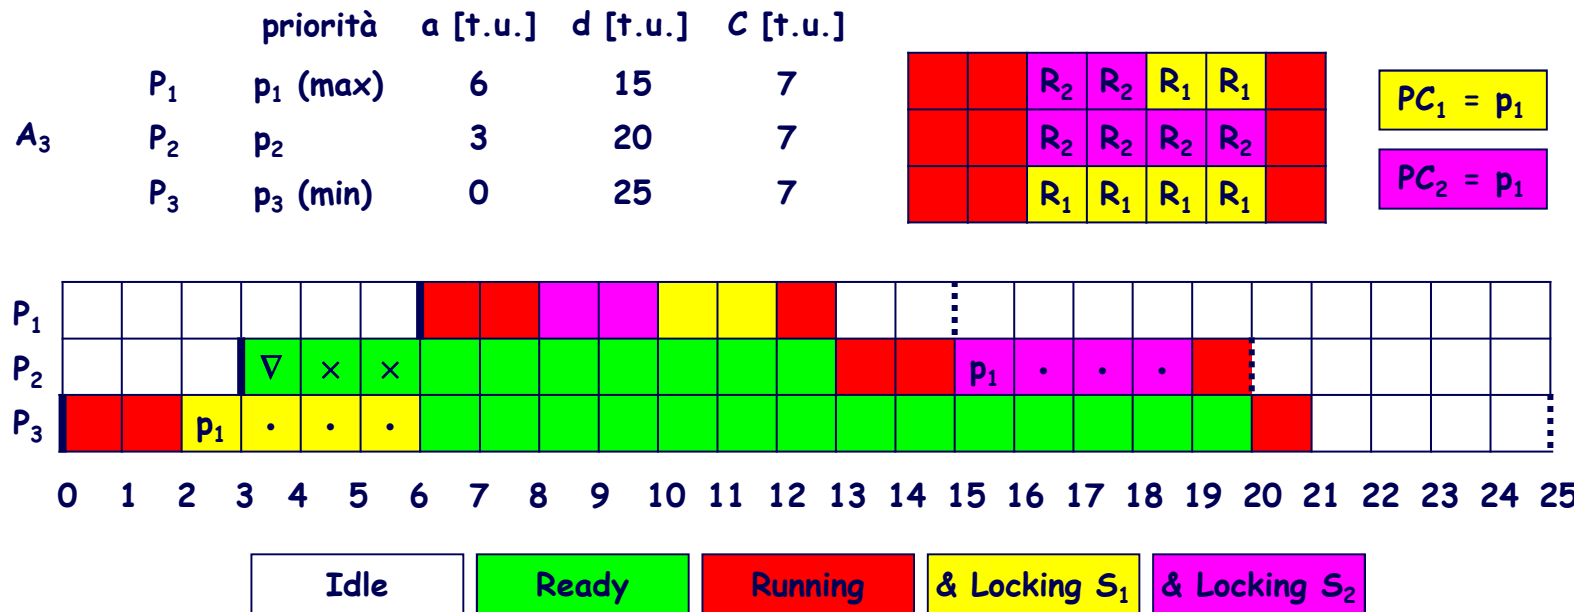 priorità a [t.u.] d [t.u.] C [t.u.]
P₁ p₁ (max) 6 15 7 R₂ R₂ R₁ R₁ PC₁ = p₁
A₃ P₂ p₂ 3 20 7 R₂ R₂ R₂ R₂ PC₂ = p₁
P₃ p₃ (min) 0 25 7 R₁ R₁ R₁ R₁
P₁
P₂ ∇ × × p₁ · · ·
P₃ p₁ · · ·
0 1 2 3 4 5 6 7 8 9 10 11 12 13 14 15 16 17 18 19 20 21 22 23 24 25
Idle Ready Running & Locking S₁ & Locking S₂